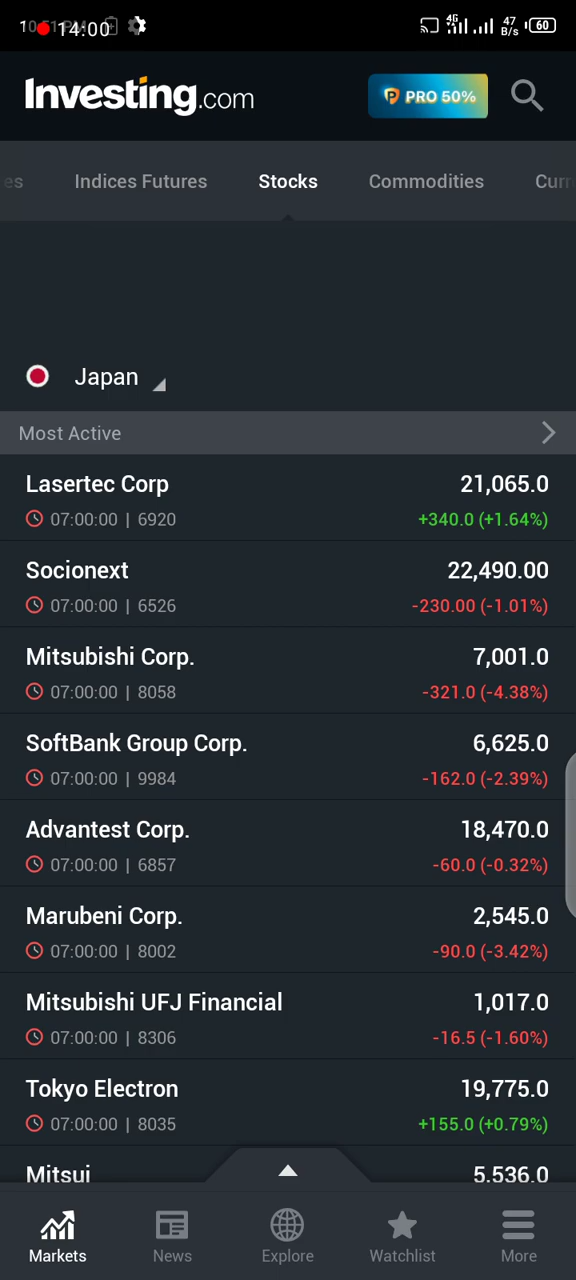 14:00
4G
47
B/s
60
Investing.com
PRO 50%
Indices Futures Stocks Commodities
Japan
Most Active
Lasertec Corp 21,065.0
07:00:00 | 6920 +340.0 (+1.64%)
Socionext 22,490.00
07:00:00 | 6526 -230.00 (-1.01%)
Mitsubishi Corp. 7,001.0
07:00:00 | 8058 -321.0 (-4.38%)
SoftBank Group Corp. 6,625.0
07:00:00 | 9984 -162.0 (-2.39%)
Advantest Corp. 18,470.0
07:00:00 | 6857 -60.0 (-0.32%)
Marubeni Corp. 2,545.0
07:00:00 | 8002 -90.0 (-3.42%)
Mitsubishi UFJ Financial 1,017.0
07:00:00 | 8306 -16.5 (-1.60%)
Tokyo Electron 19,775.0
07:00:00 | 8035 +155.0 (+0.79%)
Mitsui 5,536.0
Markets News Explore Watchlist More